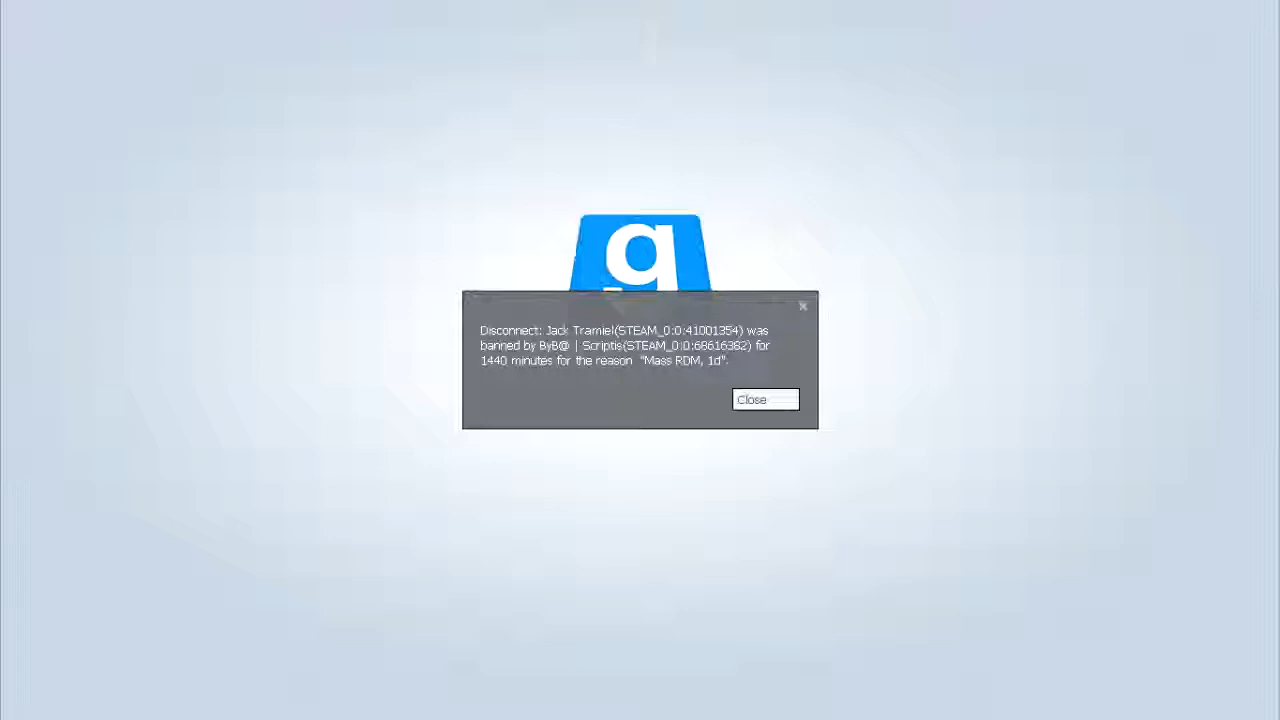 g
Disconnect: Jack Tramiel(STEAM_0:0:41001354) was
banned by ByB@ | Scriptis(STEAM_0:0:68616382) for
1440 minutes for the reason "Mass RDM, 1d".
Close